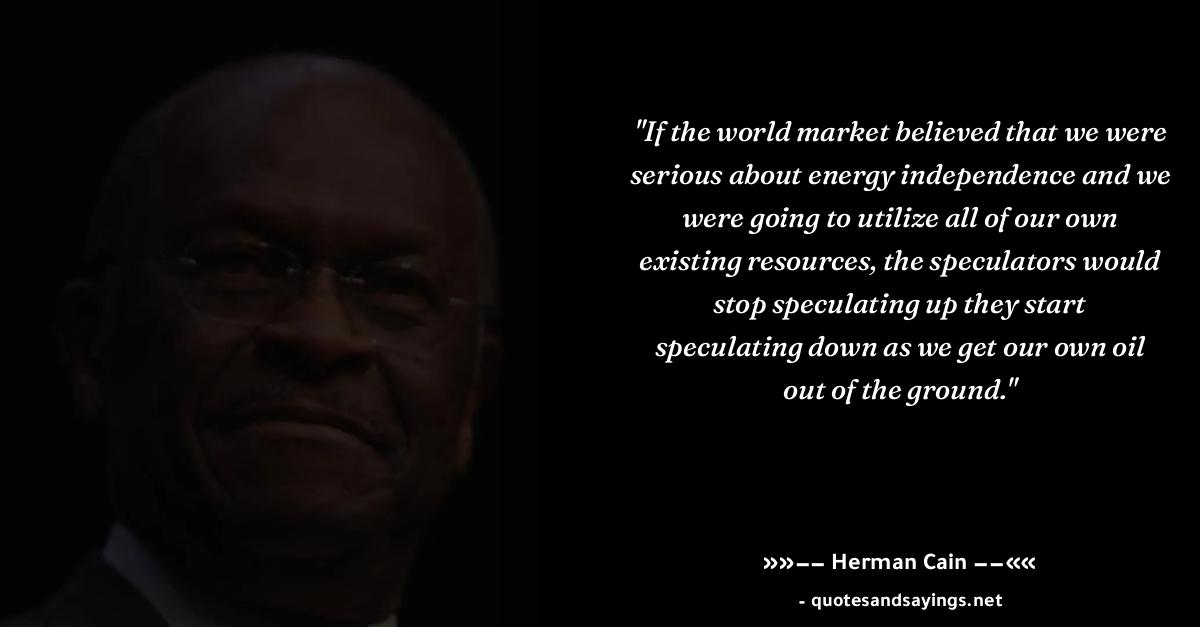 "If the world market believed that we were
serious about energy independence and we
were going to utilize all of our own
existing resources, the speculators would
stop speculating up they start
speculating down as we get our own oil
out of the ground."
»»–– Herman Cain ––««
- quotesandsayings.net